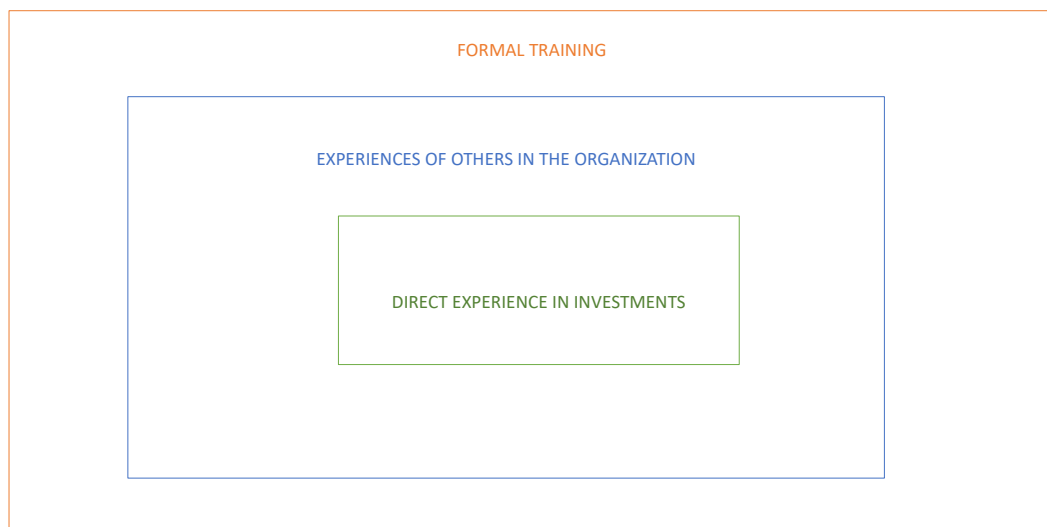 FORMAL TRAINING
EXPERIENCES OF OTHERS IN THE ORGANIZATION
DIRECT EXPERIENCE IN INVESTMENTS